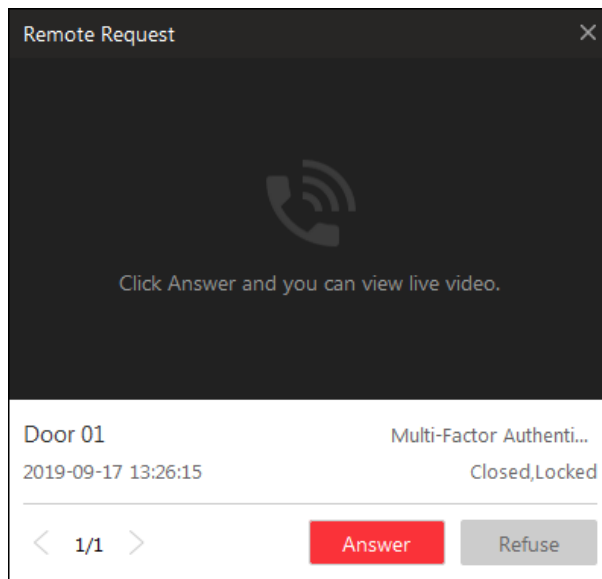 Remote Request
Click Answer and you can view live video.
Door 01
Multi-Factor Authenti...
2019-09-17 13:26:15
Closed,Locked
1/1
Answer
Refuse